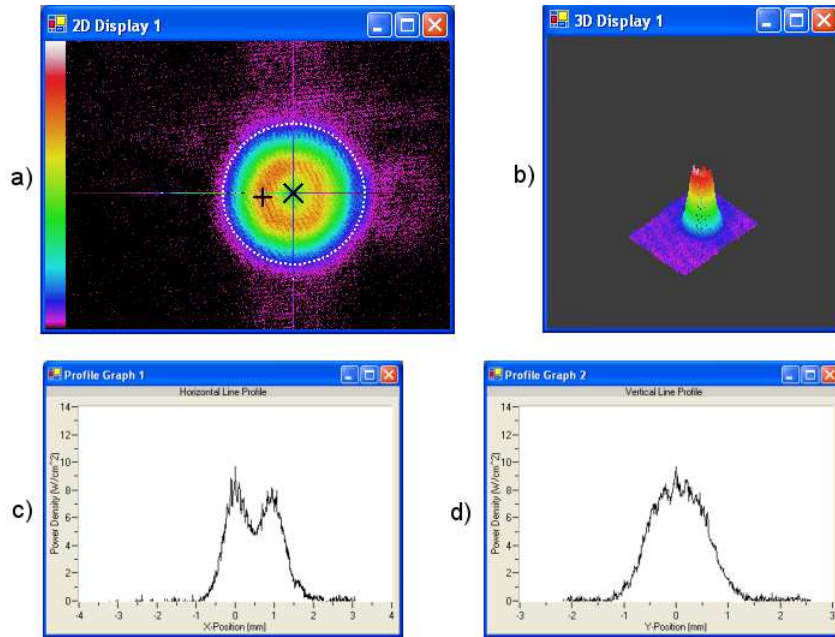 2D Display 1
3D Display 1
a)
b)
Profile Graph 1
Horizontal Line Profile
14
12
10
8
6
4
2
0
Power Density (W/cm^2)
-4 -3 -2 -1 0 1 2 3 4
X-Position (mm)
c)
Profile Graph 2
Vertical Line Profile
14
12
10
8
6
4
2
0
Power Density (W/cm^2)
-3 -2 -1 0 1 2 3
Y-Position (mm)
d)